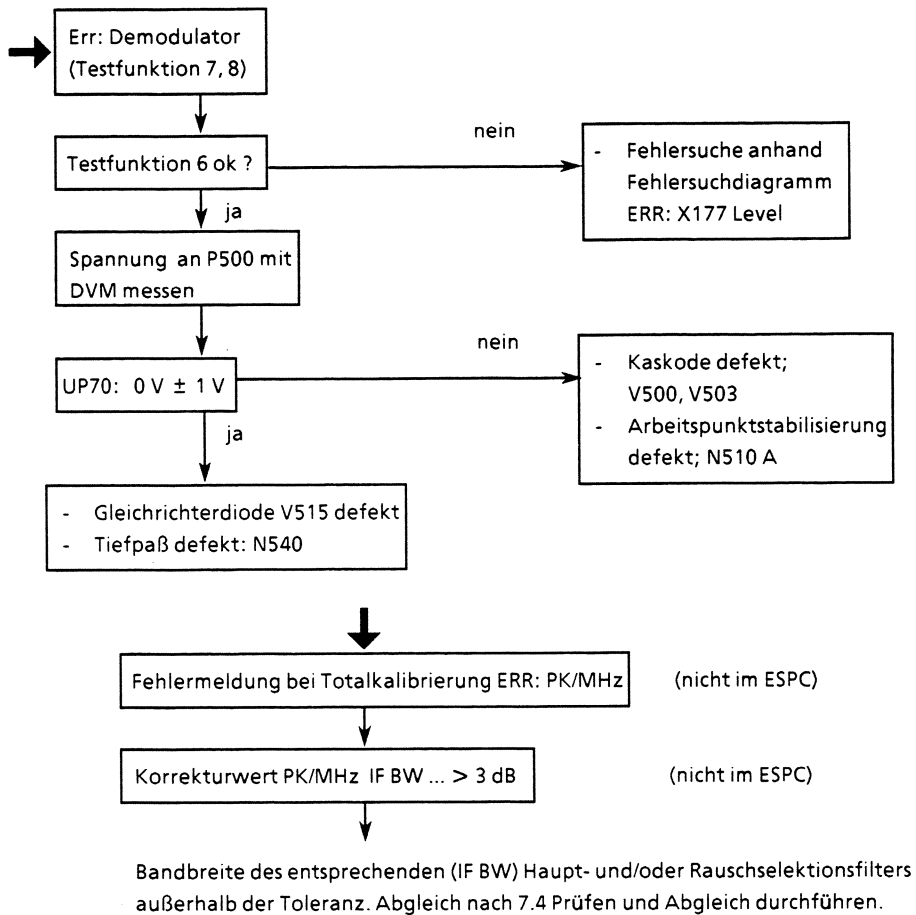 Err: Demodulator
(Testfunktion 7, 8)
nein
Testfunktion 6 ok ?
- Fehlersuche anhand
Fehlersuchdiagramm
ERR: X177 Level
ja
Spannung an P500 mit
DVM messen
nein
UP70: 0 V ± 1 V
- Kaskode defekt;
V500, V503
- Arbeitspunktstabilisierung
defekt; N510 A
ja
- Gleichrichterdiode V515 defekt
- Tiefpaß defekt: N540
Fehlermeldung bei Totalkalibrierung ERR: PK/MHz (nicht im ESPC)
Korrekturwert PK/MHz IF BW ... > 3 dB (nicht im ESPC)
Bandbreite des entsprechenden (IF BW) Haupt- und/oder Rauschselektionsfilters
außerhalb der Toleranz. Abgleich nach 7.4 Prüfen und Abgleich durchführen.